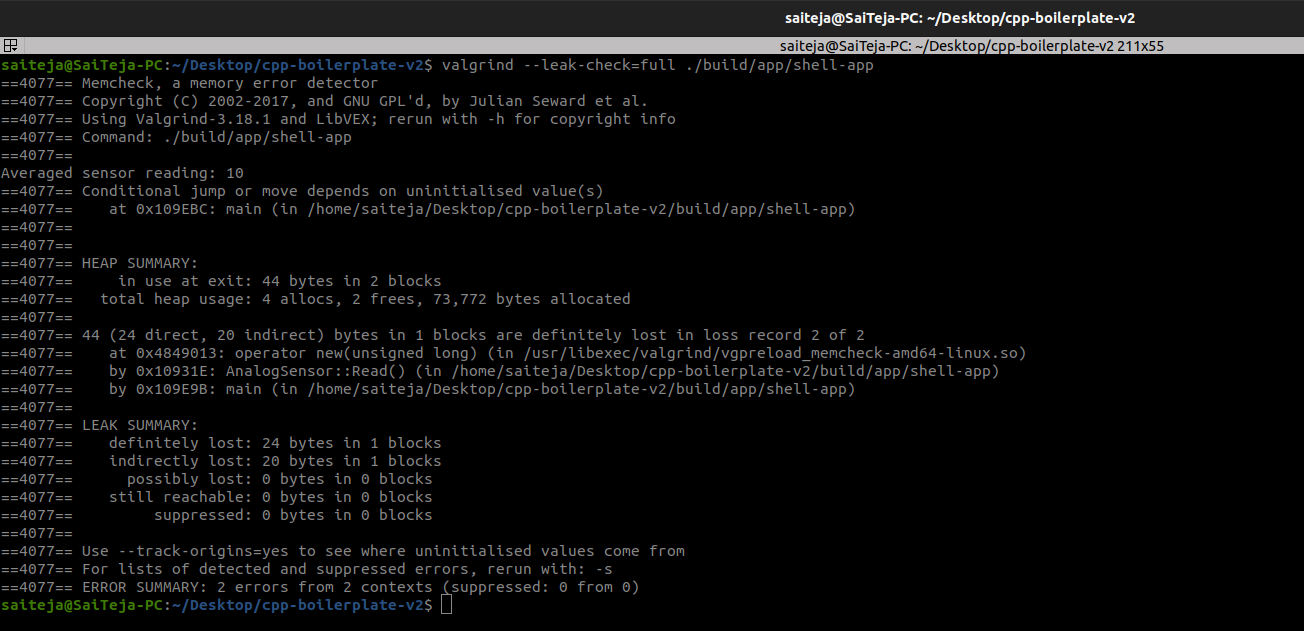 saiteja@SaiTeja-PC: ~/Desktop/cpp-boilerplate-v2
saiteja@SaiTeja-PC: ~/Desktop/cpp-boilerplate-v2 211x55
saiteja@SaiTeja-PC:~/Desktop/cpp-boilerplate-v2$ valgrind --leak-check=full ./build/app/shell-app
==4077== Memcheck, a memory error detector
==4077== Copyright (C) 2002-2017, and GNU GPL'd, by Julian Seward et al.
==4077== Using Valgrind-3.18.1 and LibVEX; rerun with -h for copyright info
==4077== Command: ./build/app/shell-app
==4077==
Averaged sensor reading: 10
==4077== Conditional jump or move depends on uninitialised value(s)
==4077==    at 0x109EBC: main (in /home/saiteja/Desktop/cpp-boilerplate-v2/build/app/shell-app)
==4077==
==4077==
==4077== HEAP SUMMARY:
==4077==     in use at exit: 44 bytes in 2 blocks
==4077==   total heap usage: 4 allocs, 2 frees, 73,772 bytes allocated
==4077==
==4077== 44 (24 direct, 20 indirect) bytes in 1 blocks are definitely lost in loss record 2 of 2
==4077==    at 0x4849013: operator new(unsigned long) (in /usr/libexec/valgrind/vgpreload_memcheck-amd64-linux.so)
==4077==    by 0x10931E: AnalogSensor::Read() (in /home/saiteja/Desktop/cpp-boilerplate-v2/build/app/shell-app)
==4077==    by 0x109E9B: main (in /home/saiteja/Desktop/cpp-boilerplate-v2/build/app/shell-app)
==4077==
==4077== LEAK SUMMARY:
==4077==    definitely lost: 24 bytes in 1 blocks
==4077==    indirectly lost: 20 bytes in 1 blocks
==4077==      possibly lost: 0 bytes in 0 blocks
==4077==    still reachable: 0 bytes in 0 blocks
==4077==         suppressed: 0 bytes in 0 blocks
==4077==
==4077== Use --track-origins=yes to see where uninitialised values come from
==4077== For lists of detected and suppressed errors, rerun with: -s
==4077== ERROR SUMMARY: 2 errors from 2 contexts (suppressed: 0 from 0)
saiteja@SaiTeja-PC:~/Desktop/cpp-boilerplate-v2$